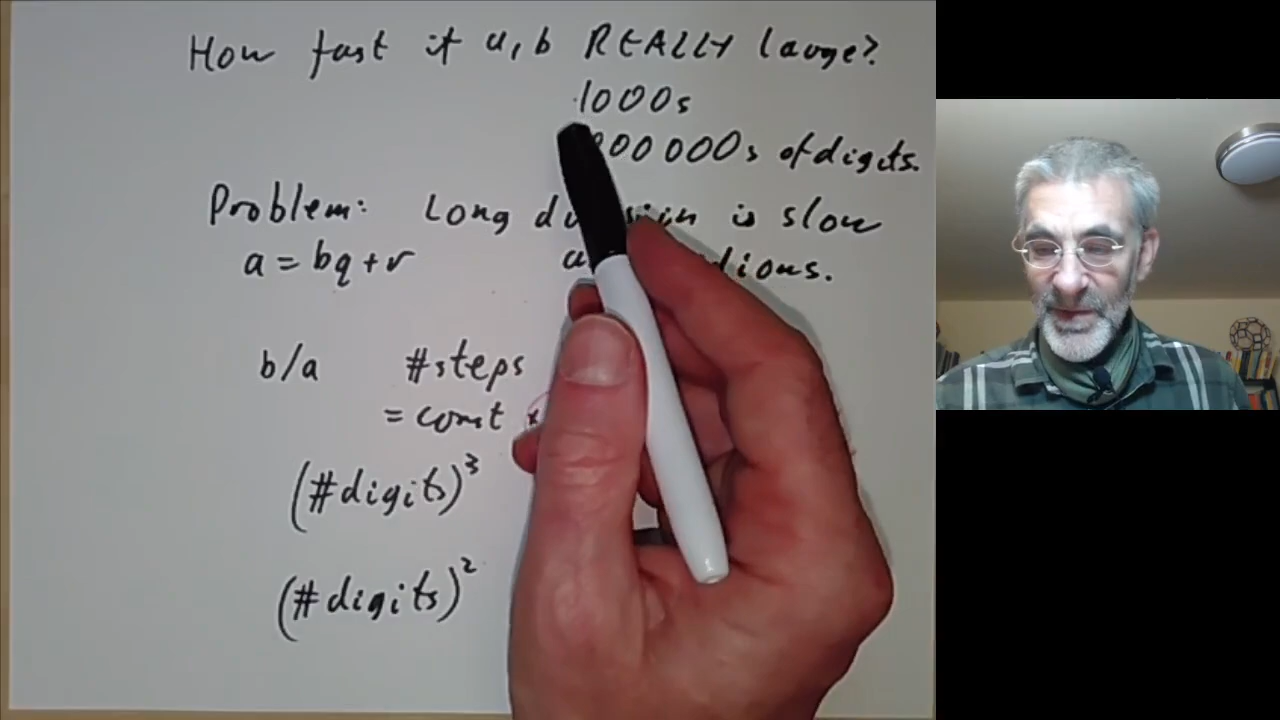 How fast if a, b REALLY large?
1000s
000 000s of digits.
Problem: Long division is slow
a = bq + r
b/a #steps
= const *
(#digits)³
(#digits)²